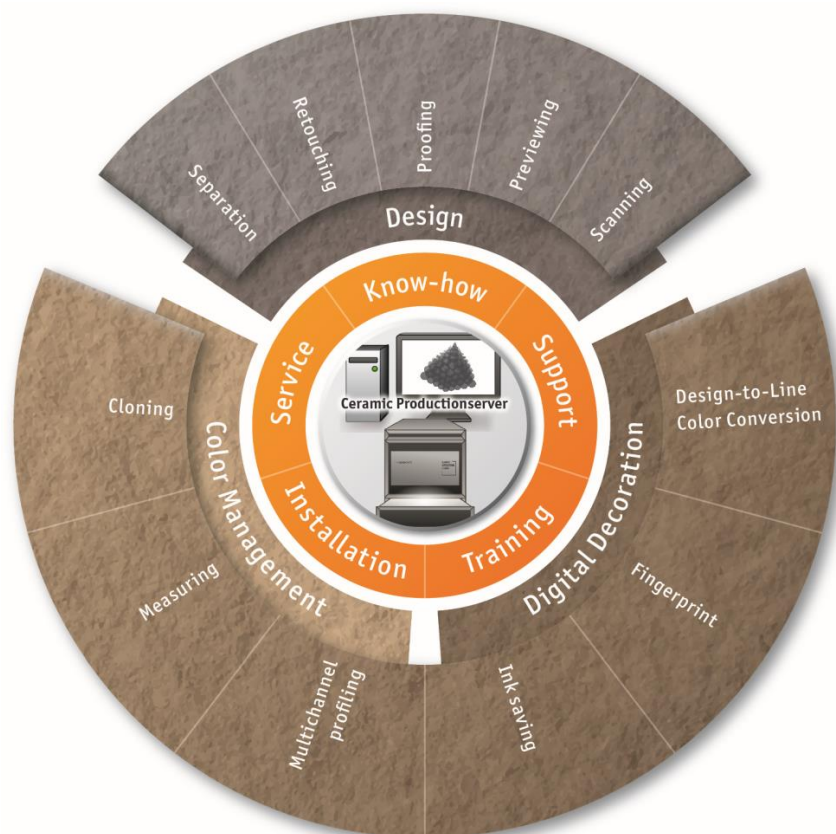 Separation
Retouching
Proofing
Previewing
Scanning
Design
Know-how
Service
Support
Installation
Training
Ceramic Productionserver
Color Management
Cloning
Measuring
Multichannel
profiling
Digital Decoration
Design-to-Line
Color Conversion
Fingerprint
Ink saving